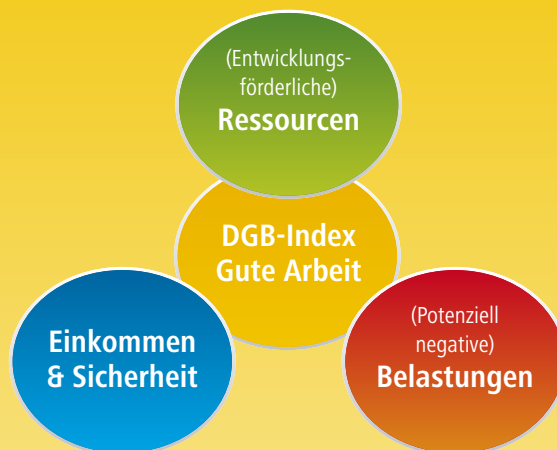 (Entwicklungs-
förderliche)
Ressourcen
DGB-Index
Gute Arbeit
Einkommen
& Sicherheit
(Potenziell
negative)
Belastungen